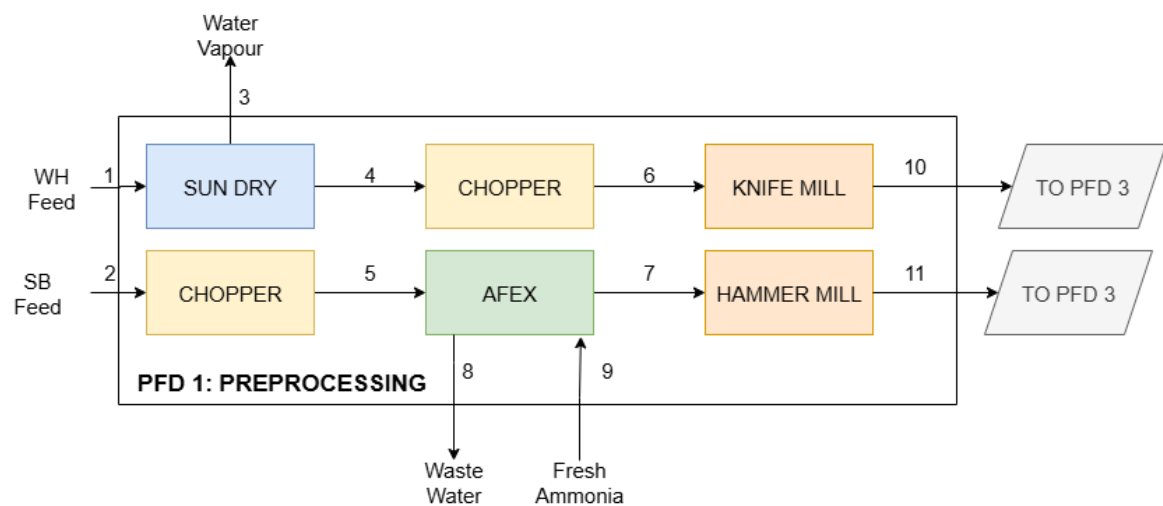 Water
Vapour
3
WH
Feed
1
SUN DRY
4
CHOPPER
6
KNIFE MILL
10
TO PFD 3
SB
Feed
2
CHOPPER
5
AFEX
7
HAMMER MILL
11
TO PFD 3
PFD 1: PREPROCESSING
8
9
Waste
Water
Fresh
Ammonia